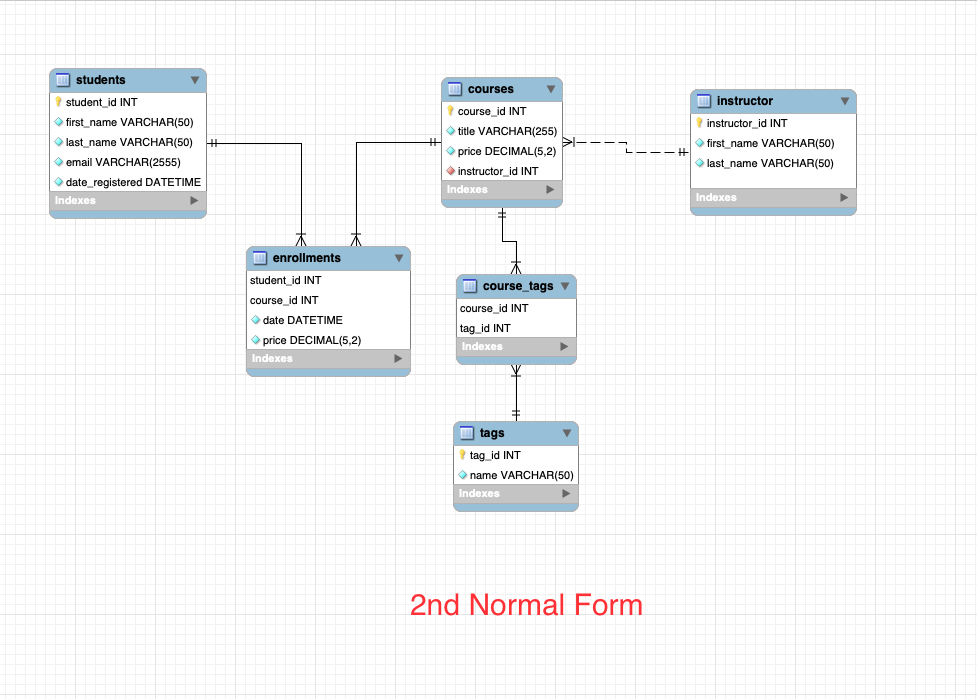 students
student_id INT
first_name VARCHAR(50)
last_name VARCHAR(50)
email VARCHAR(2555)
date_registered DATETIME
Indexes
courses
course_id INT
title VARCHAR(255)
price DECIMAL(5,2)
instructor_id INT
Indexes
instructor
instructor_id INT
first_name VARCHAR(50)
last_name VARCHAR(50)
Indexes
enrollments
student_id INT
course_id INT
date DATETIME
price DECIMAL(5,2)
Indexes
course_tags
course_id INT
tag_id INT
Indexes
tags
tag_id INT
name VARCHAR(50)
Indexes
2nd Normal Form